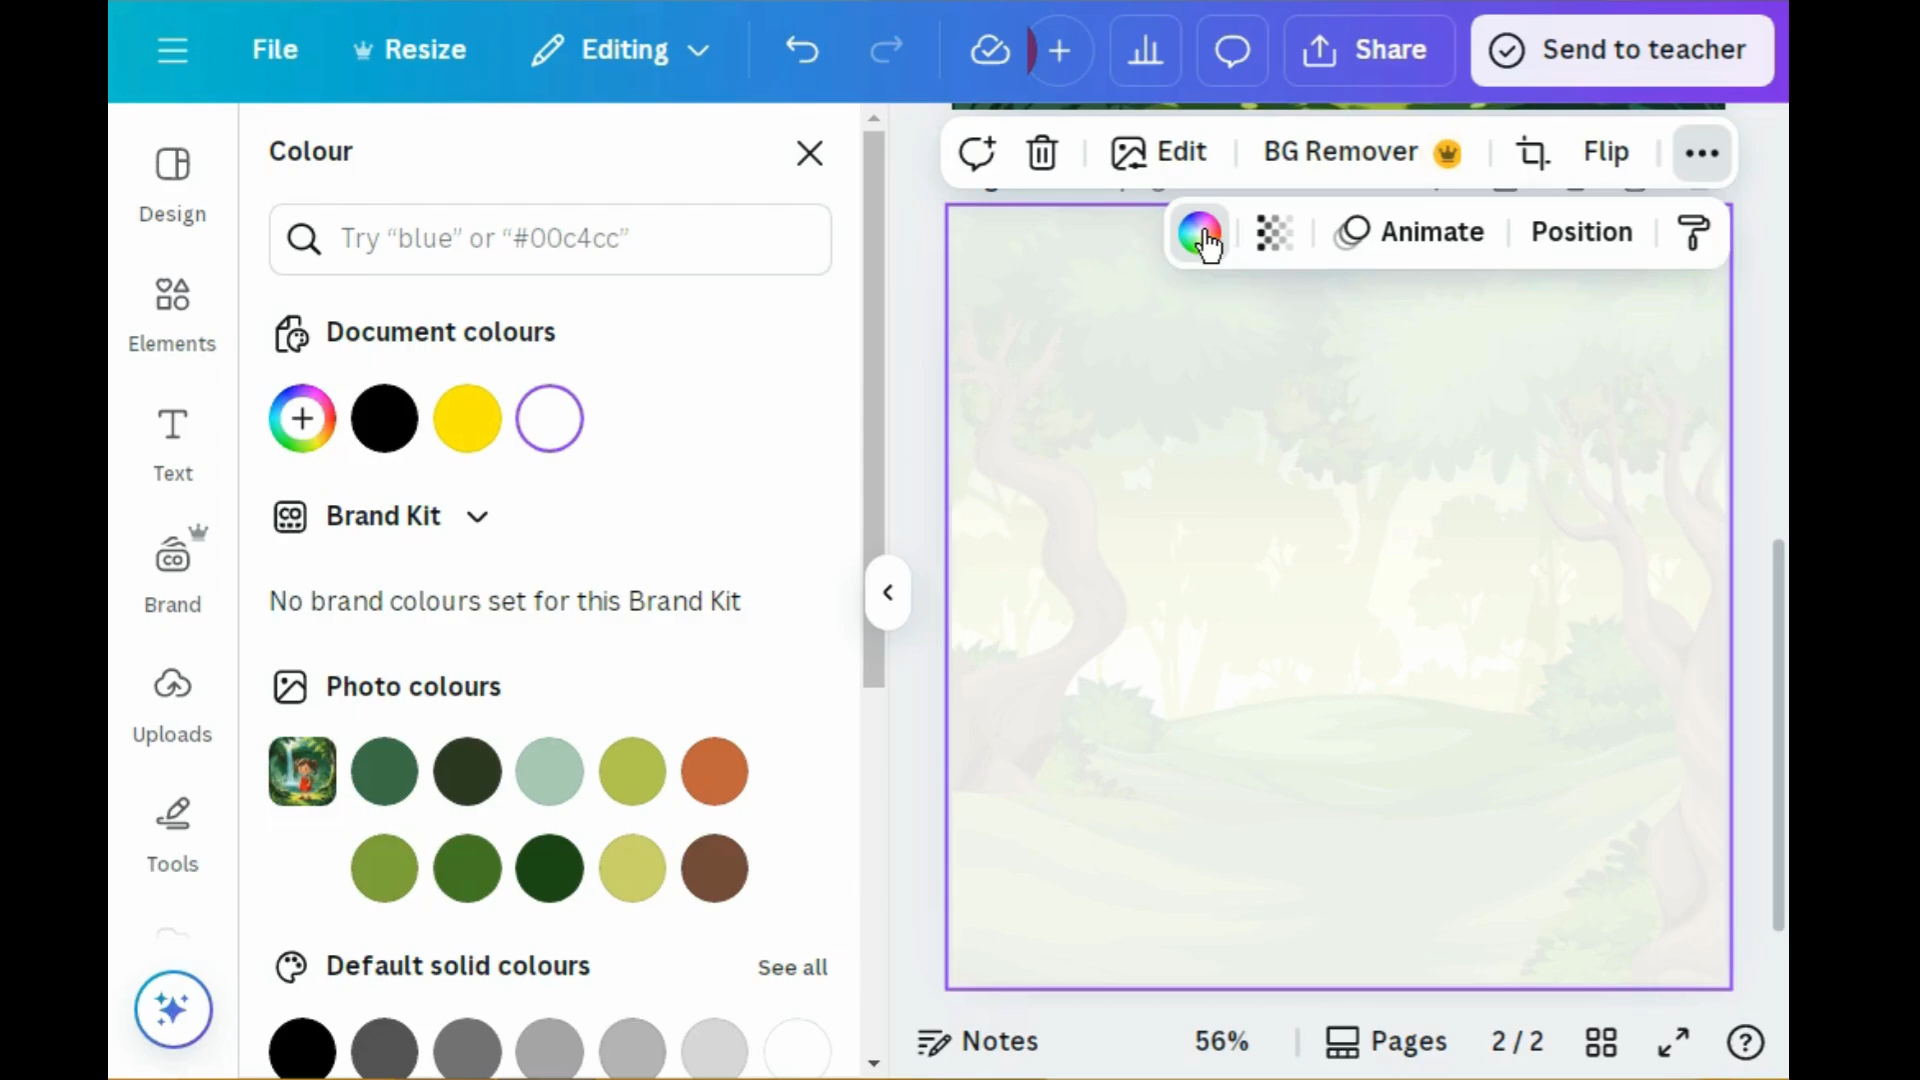 File Resize Editing Share Send to teacher
Design
Elements
Text
Brand
Uploads
Tools
Colour
Try “blue” or “#00c4cc”
Document colours
CO Brand Kit
No brand colours set for this Brand Kit
Photo colours
Default solid colours See all
Edit BG Remover Flip
Animate Position
Notes 56% Pages 2 / 2